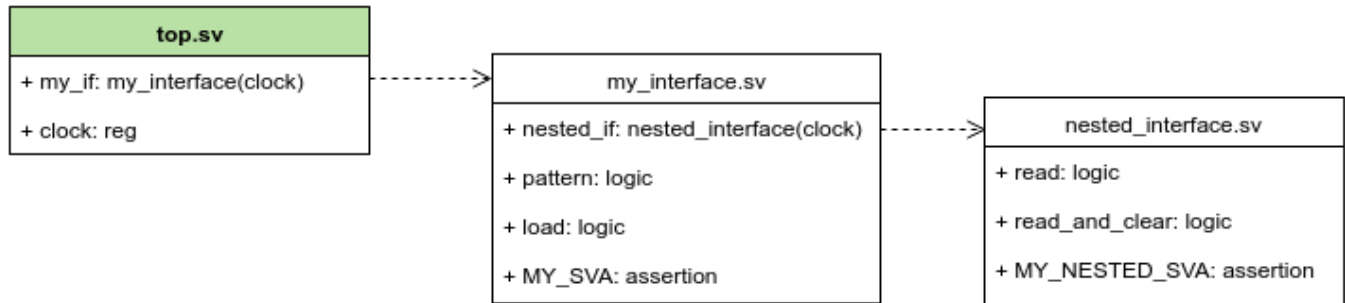 top.sv
+ my_if: my_interface(clock)
+ clock: reg
my_interface.sv
+ nested_if: nested_interface(clock)
+ pattern: logic
+ load: logic
+ MY_SVA: assertion
nested_interface.sv
+ read: logic
+ read_and_clear: logic
+ MY_NESTED_SVA: assertion